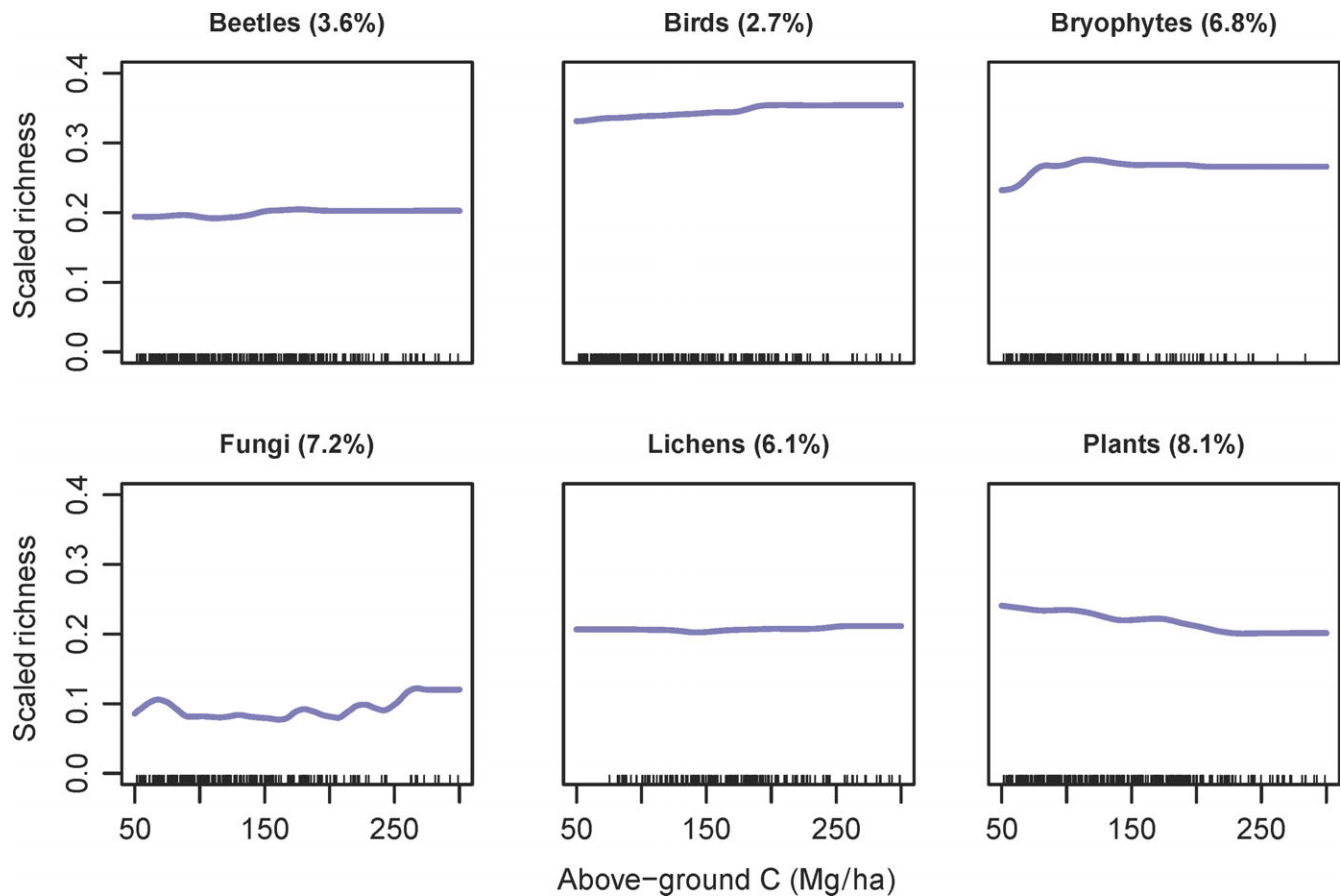 Beetles (3.6%)
Birds (2.7%)
Bryophytes (6.8%)
Scaled richness
0.4
0.3
0.2
0.1
0.0
Fungi (7.2%)
Lichens (6.1%)
Plants (8.1%)
Scaled richness
0.4
0.3
0.2
0.1
0.0
50 150 250
50 150 250
50 150 250
Above−ground C (Mg/ha)